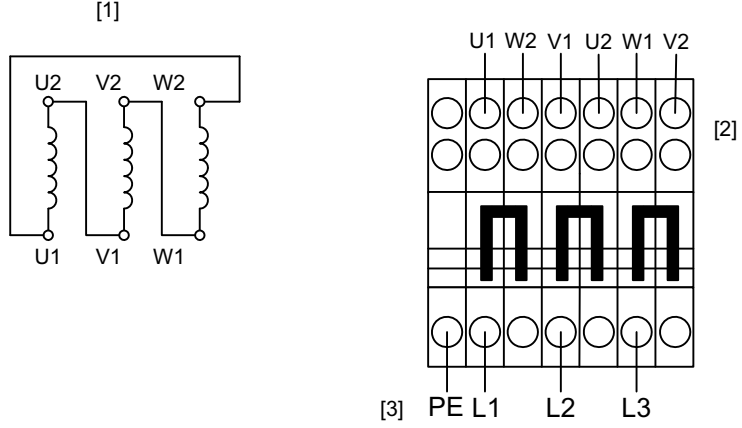 [1]
U2 V2 W2
U1 V1 W1
U1 W2 V1 U2 W1 V2
[2]
[3] PE L1 L2 L3